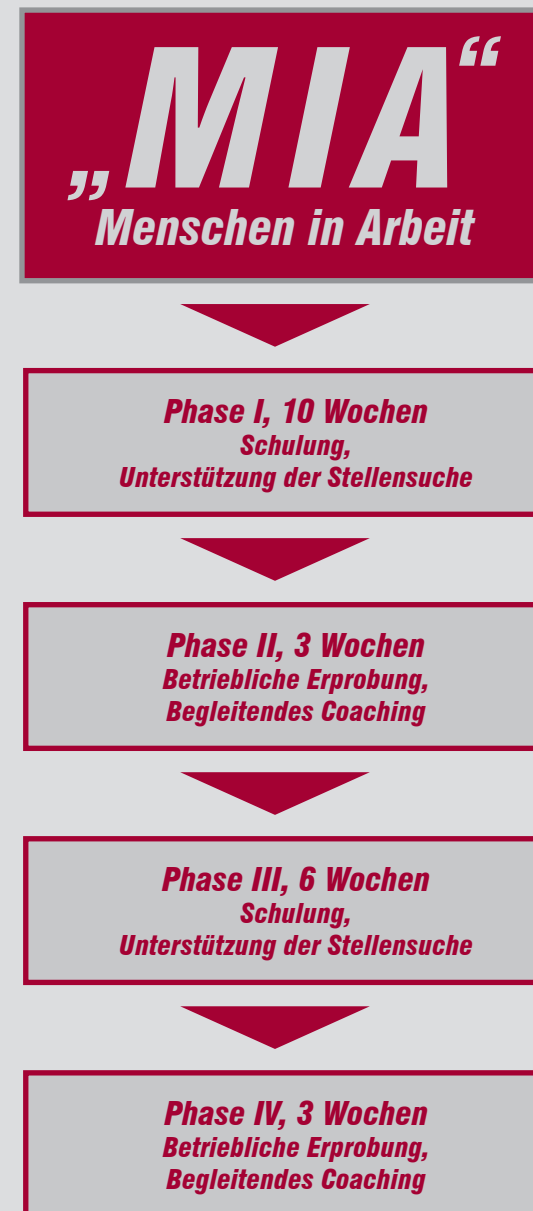 „MIA“
Menschen in Arbeit
Phase I, 10 Wochen
Schulung,
Unterstützung der Stellensuche
Phase II, 3 Wochen
Betriebliche Erprobung,
Begleitendes Coaching
Phase III, 6 Wochen
Schulung,
Unterstützung der Stellensuche
Phase IV, 3 Wochen
Betriebliche Erprobung,
Begleitendes Coaching